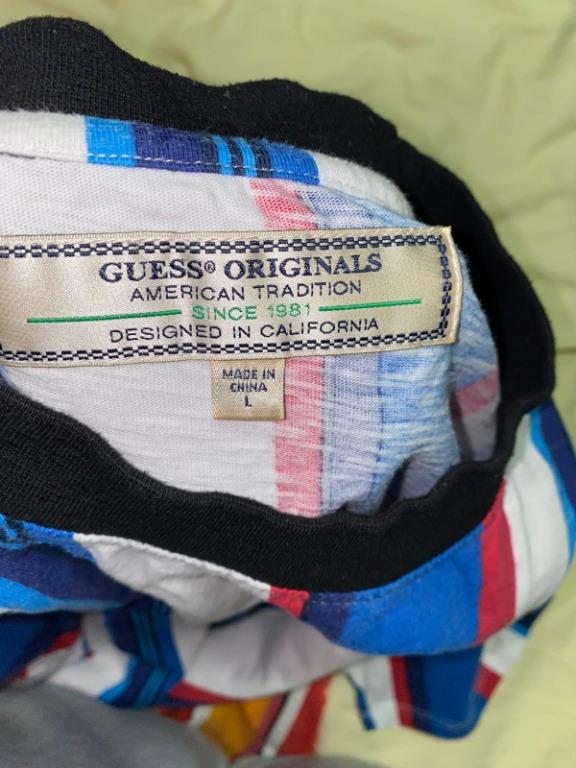 GUESS® ORIGINALS
AMERICAN TRADITION
SINCE 1981
DESIGNED IN CALIFORNIA
MADE IN
CHINA
L